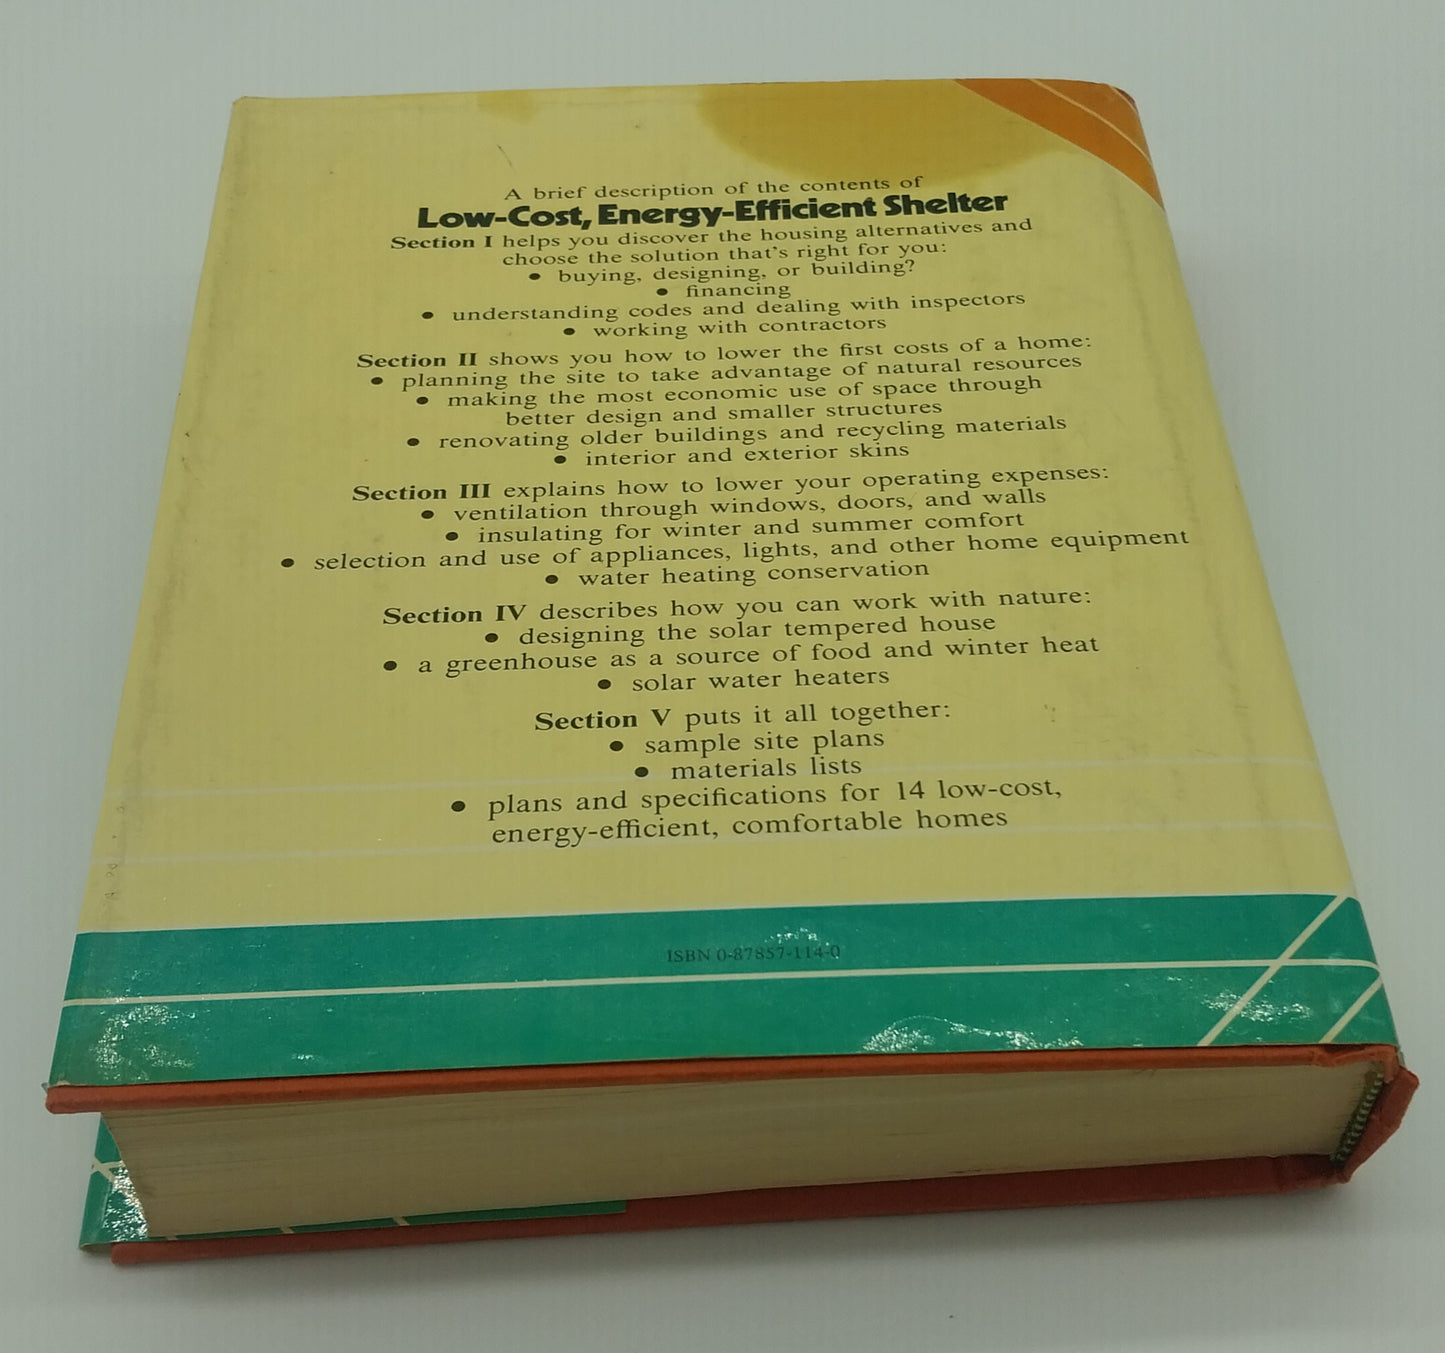 A brief description of the contents of
Low-Cost, Energy-Efficient Shelter
Section I helps you discover the housing alternatives and
choose the solution that's right for you:
• buying, designing, or building?
• financing
• understanding codes and dealing with inspectors
• working with contractors
Section II shows you how to lower the first costs of a home:
• planning the site to take advantage of natural resources
• making the most economic use of space through
better design and smaller structures
• renovating older buildings and recycling materials
• interior and exterior skins
Section III explains how to lower your operating expenses:
• ventilation through windows, doors, and walls
• insulating for winter and summer comfort
• selection and use of appliances, lights, and other home equipment
• water heating conservation
Section IV describes how you can work with nature:
• designing the solar tempered house
• a greenhouse as a source of food and winter heat
• solar water heaters
Section V puts it all together:
• sample site plans
• materials lists
• plans and specifications for 14 low-cost,
energy-efficient, comfortable homes
ISBN 0-87857-114-0